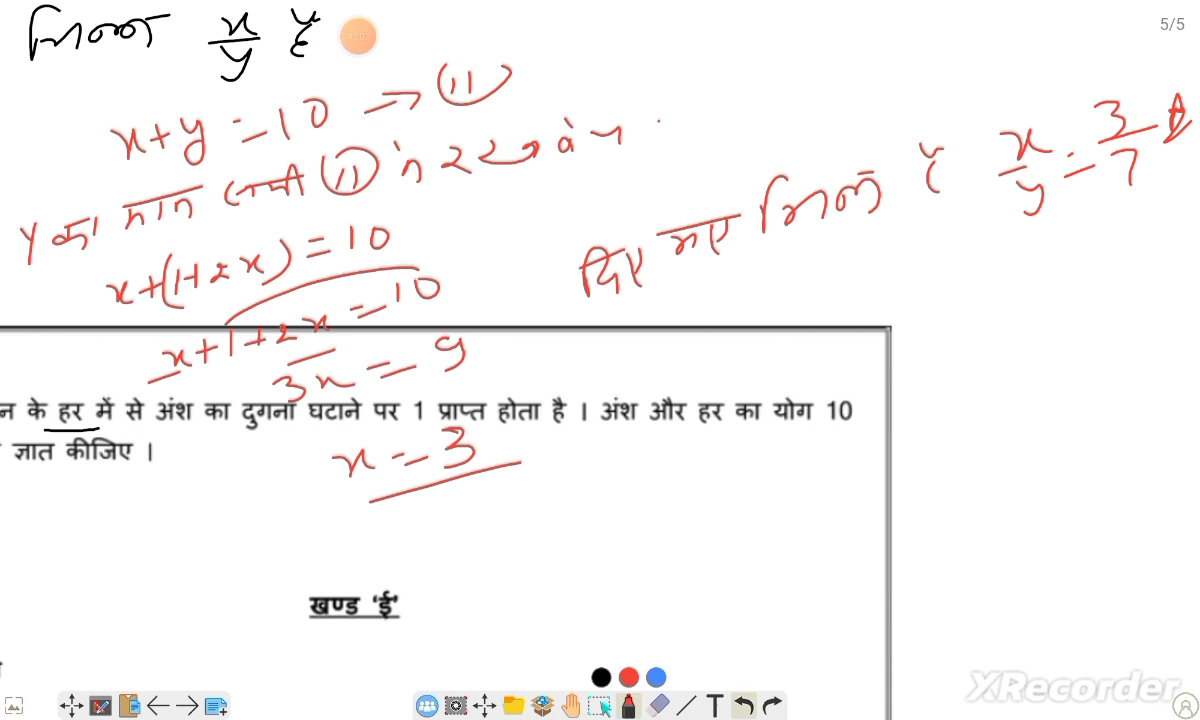 5/5
भिन्न x/y है
x+y=10 → (11)
y का मान समी (11) में रखने पर
x+(1+2x)=10
दिए गए भिन्न है x/y = 3/7
x+1+2x=10
3x=9
न के हर में से अंश का दुगना घटाने पर 1 प्राप्त होता है । अंश और हर का योग 10
ज्ञात कीजिए ।
x=3
खण्ड ‘ई’
XRecorder